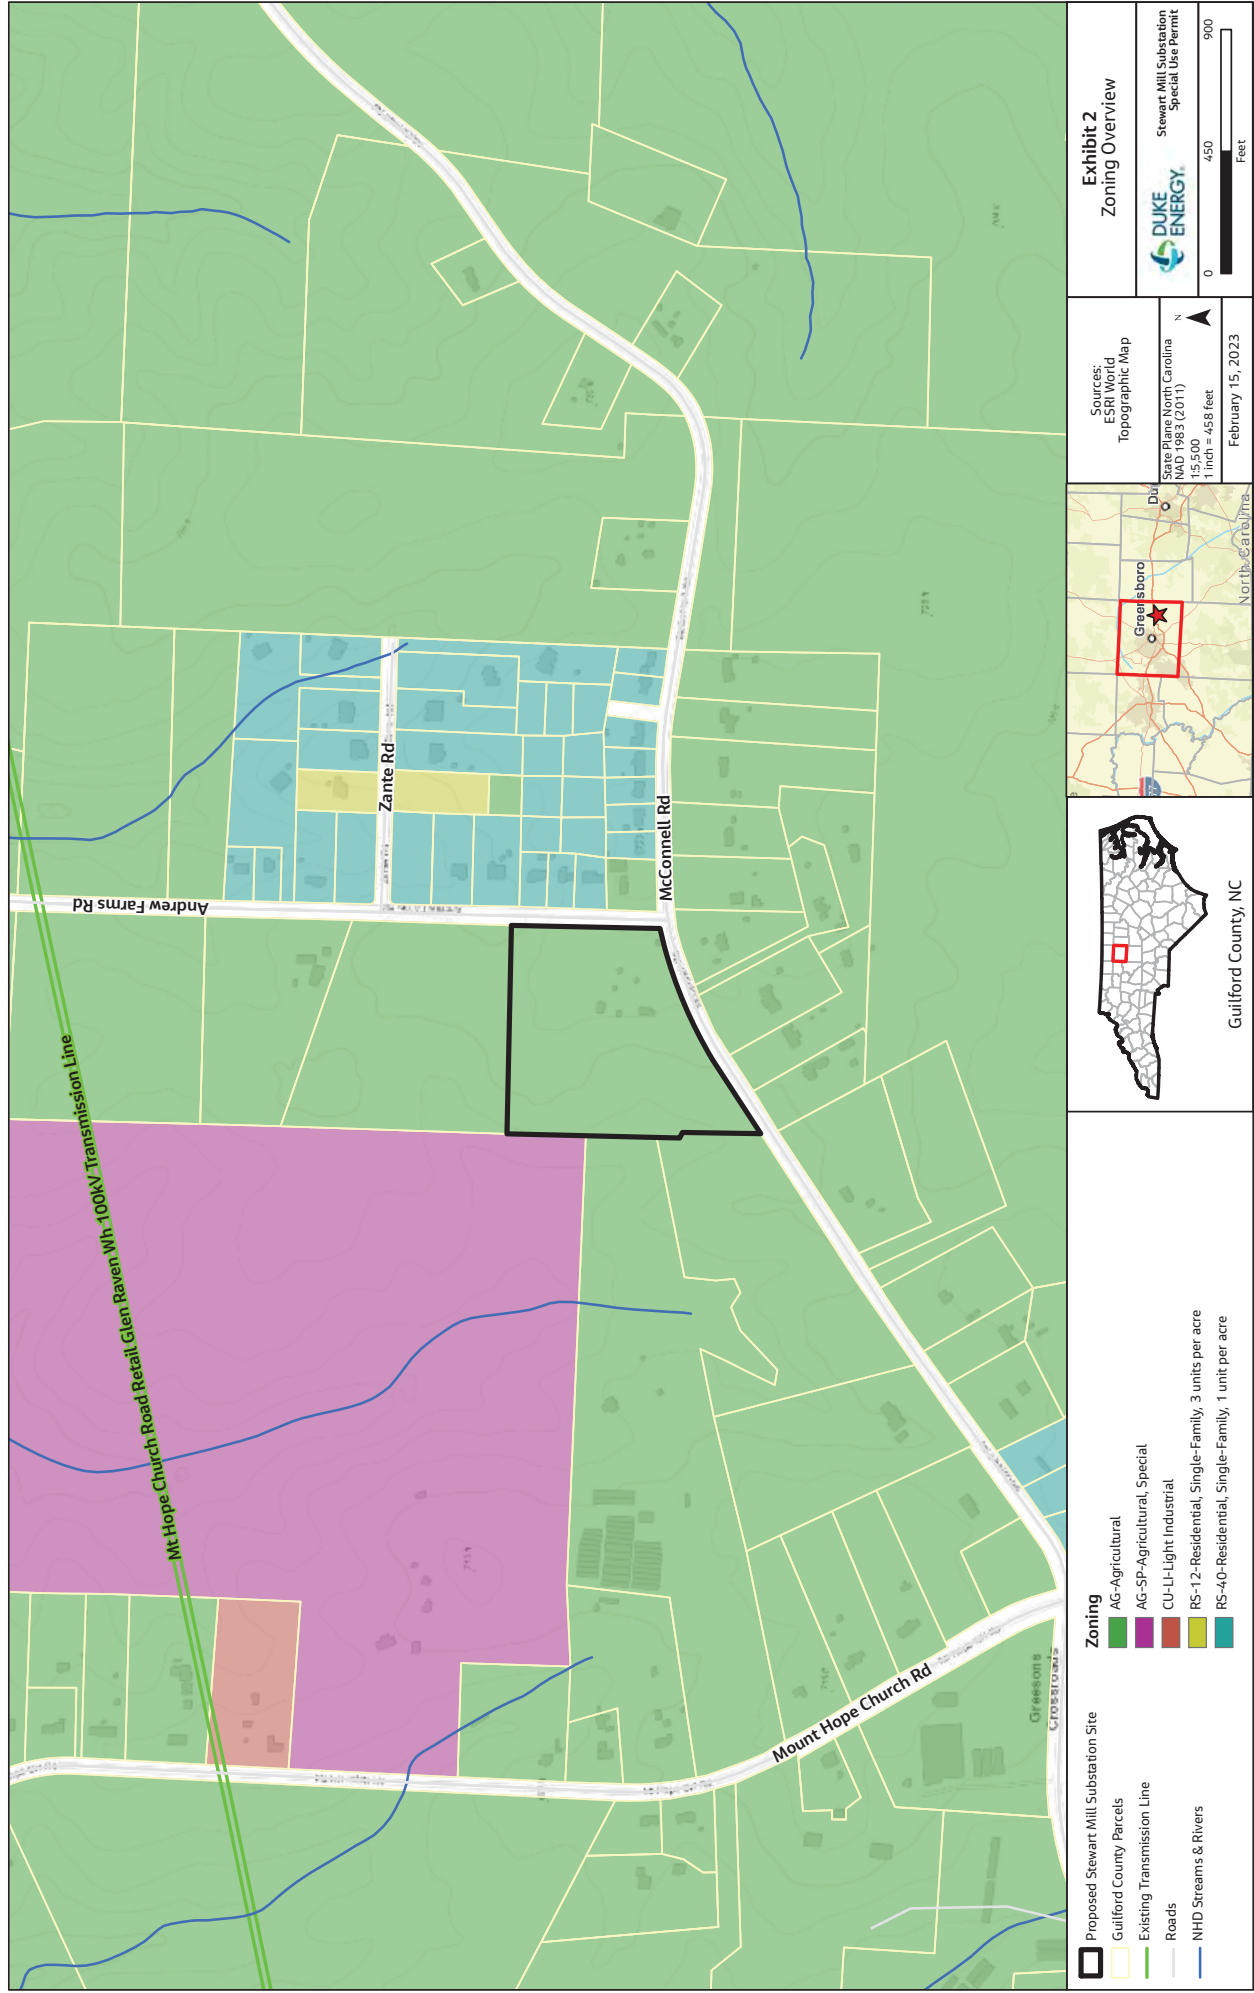 Mt Hope Church Road Retail Glen Raven Wh 100kV Transmission Line
Andrew Farms Rd
Zante Rd
McConnell Rd
Mount Hope Church Rd
Greesons
Crossroads
Proposed Stewart Mill Substation Site
Guilford County Parcels
Existing Transmission Line
Roads
NHD Streams & Rivers
Zoning
AG-Agricultural
AG-SP-Agricultural, Special
CU-LI-Light Industrial
RS-12-Residential, Single-Family, 3 units per acre
RS-40-Residential, Single-Family, 1 unit per acre
Guilford County, NC
Greensboro
Du
North Carolina
Sources:
ESRI World
Topographic Map
State Plane North Carolina
NAD 1983 (2011)
1:5,500
1 inch = 458 feet
N
February 15, 2023
Exhibit 2
Zoning Overview
DUKE
ENERGY®
Stewart Mill Substation
Special Use Permit
0 450 900
Feet